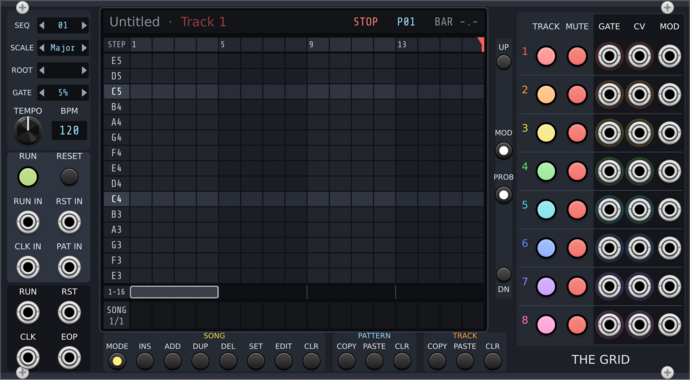 SEQ 01
SCALE Major
ROOT
GATE 5%
TEMPO BPM
120
RUN RESET
RUN IN RST IN
CLK IN PAT IN
RUN RST
CLK EOP
Untitled · Track 1 STOP P01 BAR -.-
STEP 1 5 9 13
E5
D5
C5
B4
A4
G4
F4
E4
D4
C4
B3
A3
G3
F3
E3
1-16
SONG
1/1
SONG PATTERN TRACK
MODE INS ADD DUP DEL SET EDIT CLR COPY PASTE CLR COPY PASTE CLR
UP
MOD
PROB
DN
TRACK MUTE GATE CV MOD
1
2
3
4
5
6
7
8
THE GRID